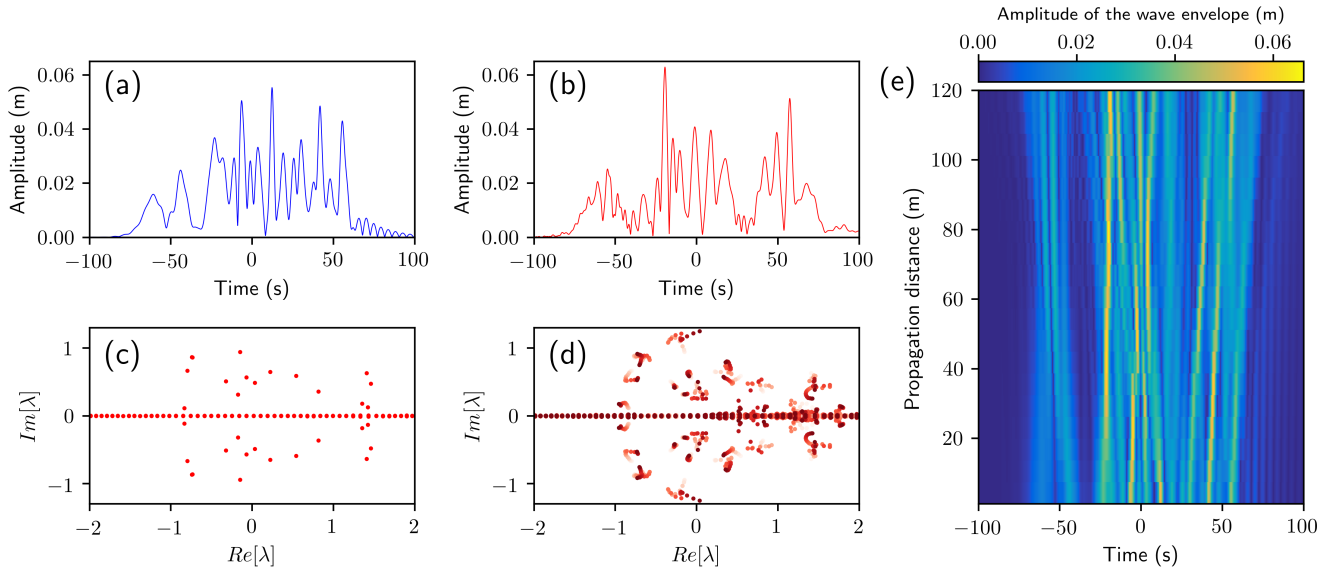 (a)
Amplitude (m)
0.06
0.04
0.02
0.00
−100 −50 0 50 100
Time (s)
(b)
Amplitude (m)
0.06
0.04
0.02
0.00
−100 −50 0 50 100
Time (s)
(c)
Im[λ]
1
0
−1
−2 −1 0 1 2
Re[λ]
(d)
Im[λ]
1
0
−1
−2 −1 0 1 2
Re[λ]
Amplitude of the wave envelope (m)
0.00 0.02 0.04 0.06
(e)
Propagation distance (m)
120
100
80
60
40
20
−100 −50 0 50 100
Time (s)